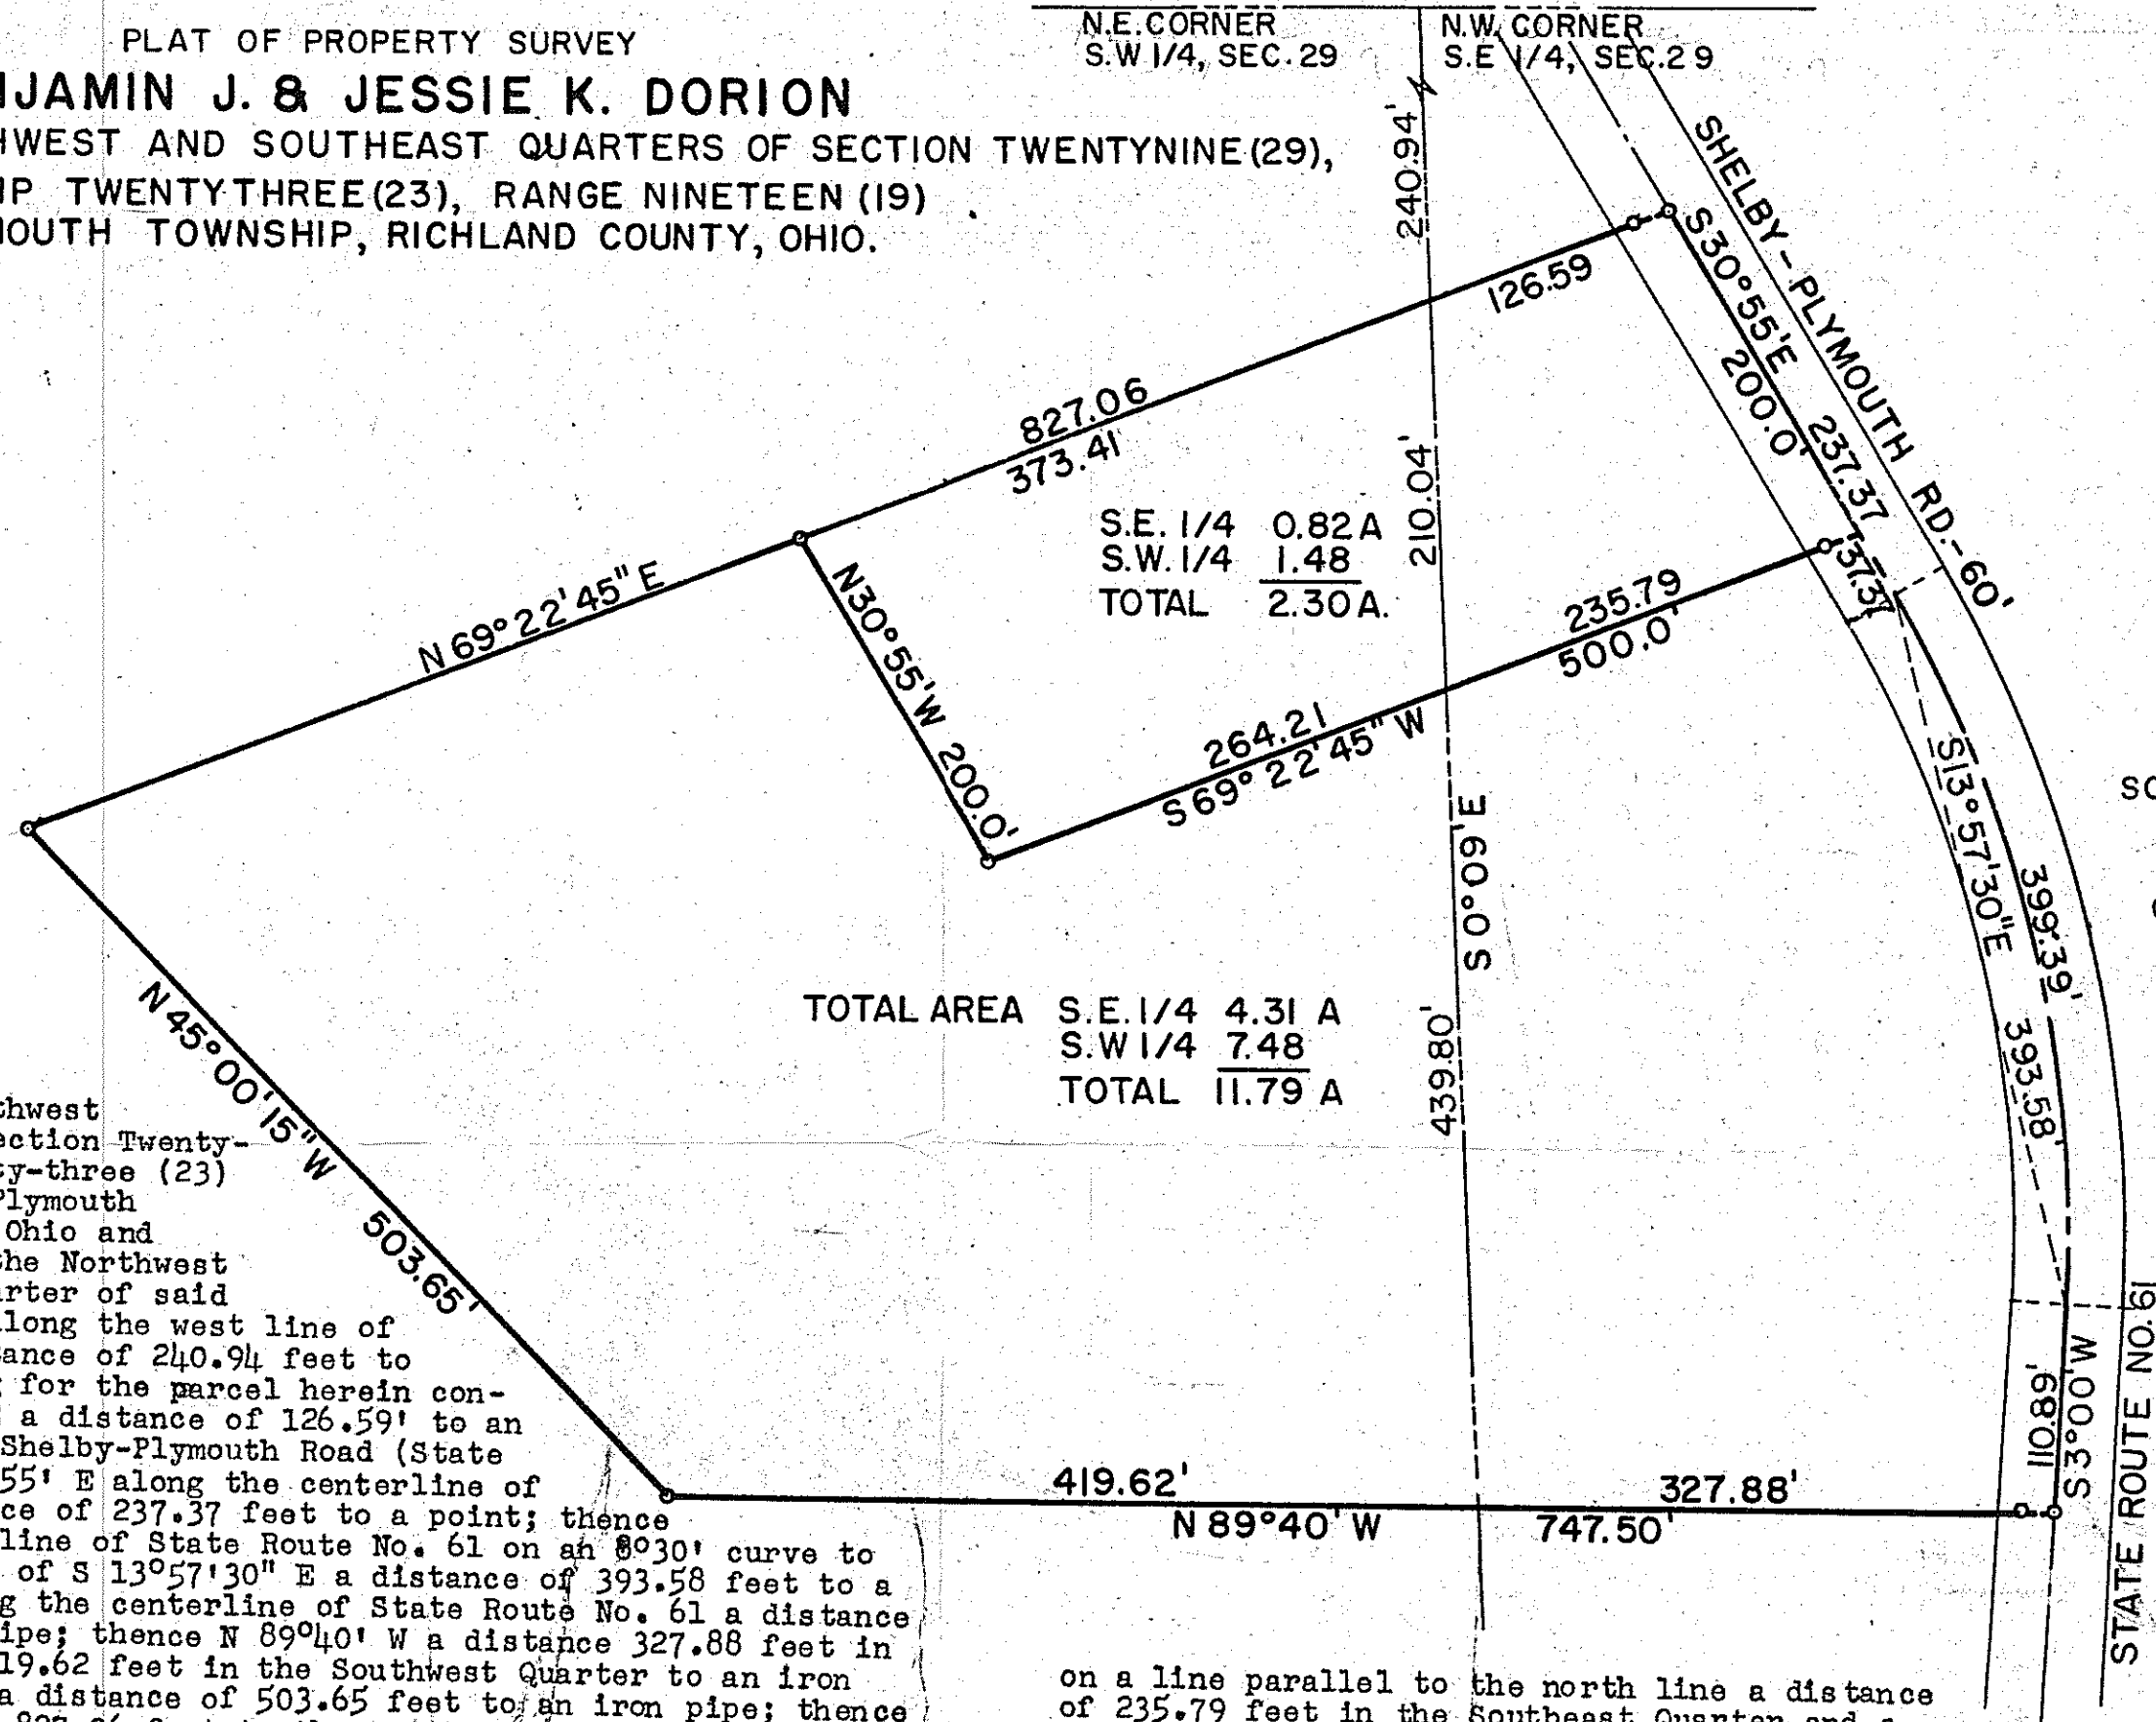 PLAT OF PROPERTY SURVEY
NJAMIN J. & JESSIE K. DORION
HWEST AND SOUTHEAST QUARTERS OF SECTION TWENTYNINE (29),
IP TWENTYTHREE (23), RANGE NINETEEN (19)
MOUTH TOWNSHIP, RICHLAND COUNTY, OHIO.
N.E. CORNER
S.W 1/4, SEC. 29
N.W. CORNER
S.E 1/4, SEC. 29
240.94'
SHELBY-PLYMOUTH RD.-60'
S 30°55' E
200.0'
237.37
37.37
126.59
827.06
373.41
N 69°22'45" E
210.04'
S.E. 1/4 0.82 A
S.W. 1/4 1.48
TOTAL 2.30 A.
N 30°55' W 200.0'
235.79
500.0'
264.21
S 69°22'45" W
S 0°09' E
S 13°57'30" E
399.39'
393.58'
SC
N 45°00'15" W
503.65'
TOTAL AREA S.E. 1/4 4.31 A
S.W 1/4 7.48
TOTAL 11.79 A
439.80'
419.62'
327.88'
N 89°40' W
747.50'
110.89'
S 3°00' W
STATE ROUTE NO. 61
thwest
ection Twenty-
ty-three (23)
Plymouth
Ohio and
the Northwest
arter of said
along the west line of
tance of 240.94 feet to
g for the parcel herein con-
a distance of 126.59' to an
Shelby-Plymouth Road (State
55' E along the centerline of
ce of 237.37 feet to a point; thence
line of State Route No. 61 on an 8°30' curve to
of S 13°57'30" E a distance of 393.58 feet to a
g the centerline of State Route No. 61 a distance
ipe; thence N 89°40' W a distance 327.88 feet in
19.62 feet in the Southwest Quarter to an iron
a distance of 503.65 feet to an iron pipe; thence
on a line parallel to the north line a distance
of 235.79 feet in the Southeast Quarter and